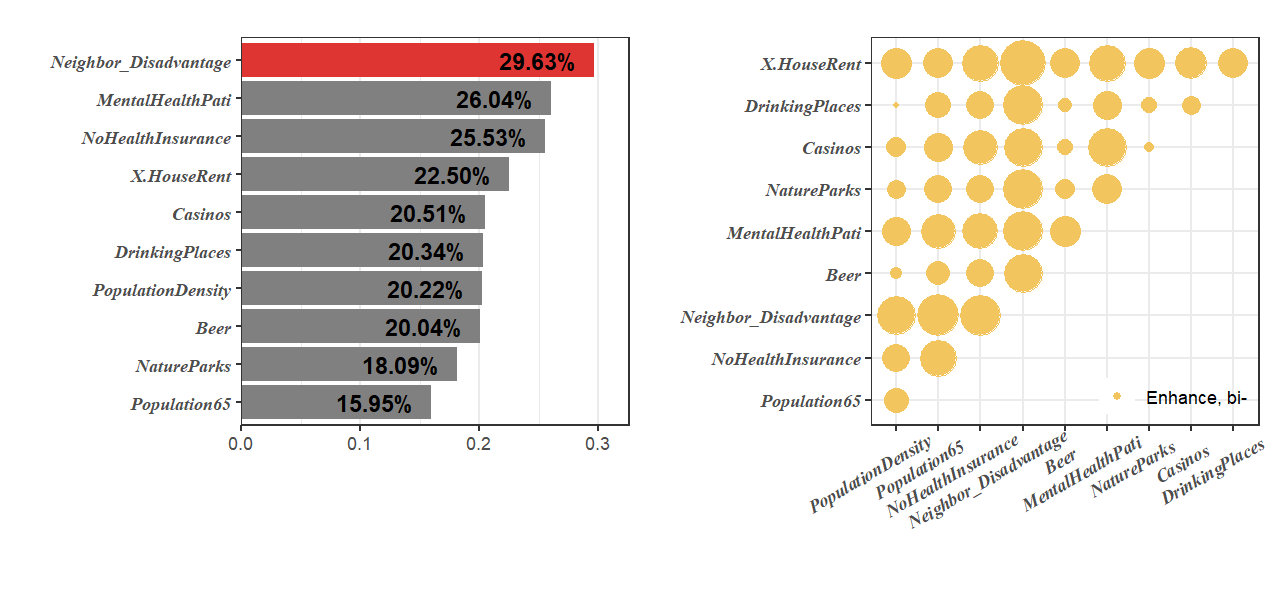 Neighbor_Disadvantage
29.63%
MentalHealthPati
26.04%
NoHealthInsurance
25.53%
X.HouseRent
22.50%
Casinos
20.51%
DrinkingPlaces
20.34%
PopulationDensity
20.22%
Beer
20.04%
NatureParks
18.09%
Population65
15.95%
0.0
0.1
0.2
0.3
X.HouseRent
DrinkingPlaces
Casinos
NatureParks
MentalHealthPati
Beer
Neighbor_Disadvantage
NoHealthInsurance
Population65
Enhance, bi-
PopulationDensity
Population65
NoHealthInsurance
Neighbor_Disadvantage
Beer
MentalHealthPati
NatureParks
Casinos
DrinkingPlaces